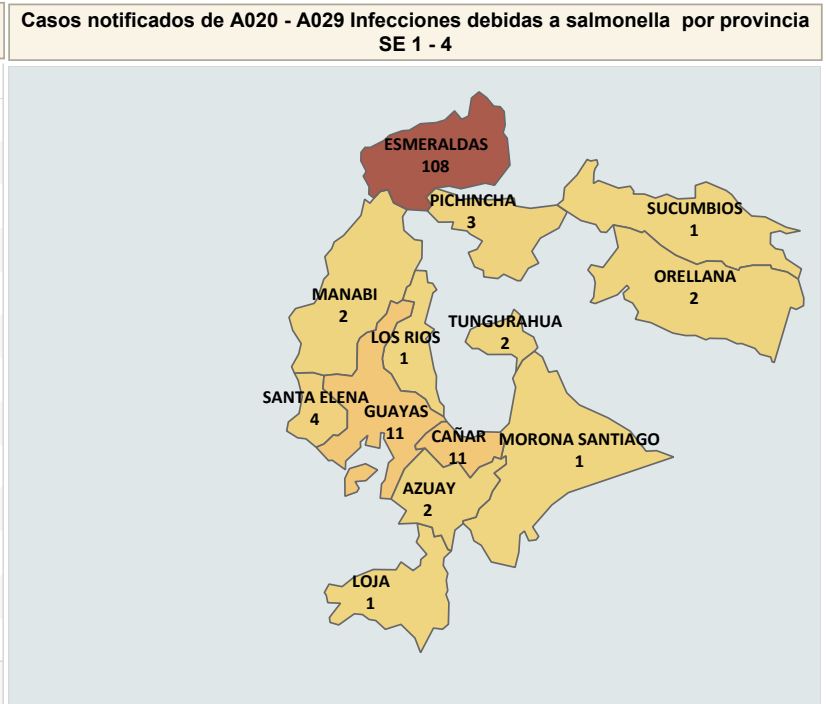 Casos notificados de A020 - A029 Infecciones debidas a salmonella por provincia
SE 1 - 4
ESMERALDAS
108
PICHINCHA
3
SUCUMBIOS
1
ORELLANA
2
MANABI
2
TUNGURAHUA
2
LOS RIOS
1
SANTA ELENA
4
GUAYAS
11
CAÑAR
11
MORONA SANTIAGO
1
AZUAY
2
LOJA
1